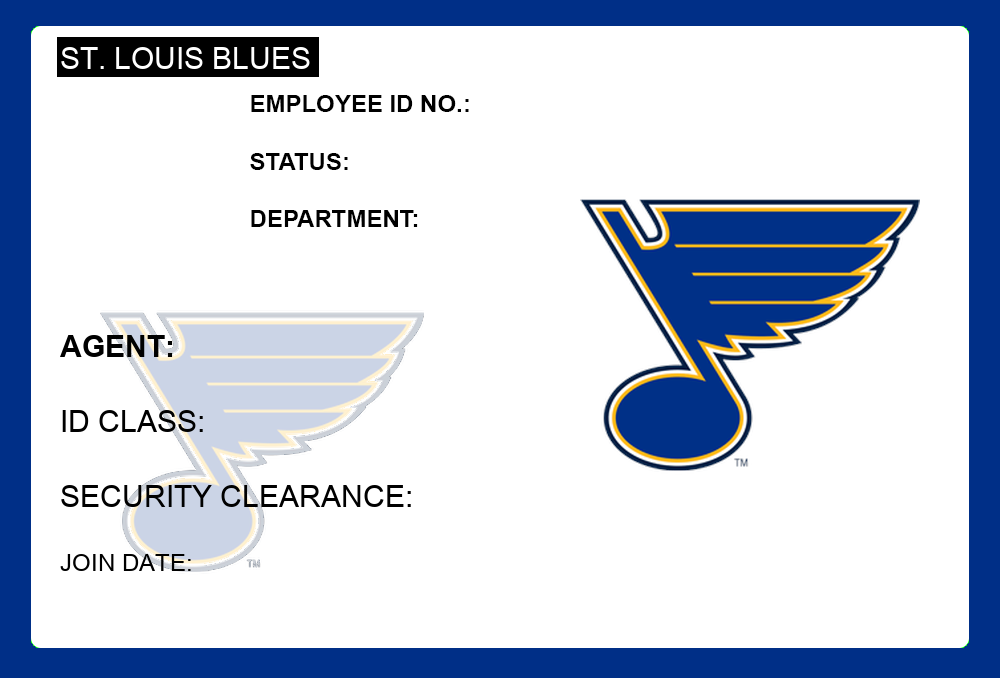 ST. LOUIS BLUES
EMPLOYEE ID NO.:
STATUS:
DEPARTMENT:
AGENT:
ID CLASS:
SECURITY CLEARANCE:
JOIN DATE:
TM
TM